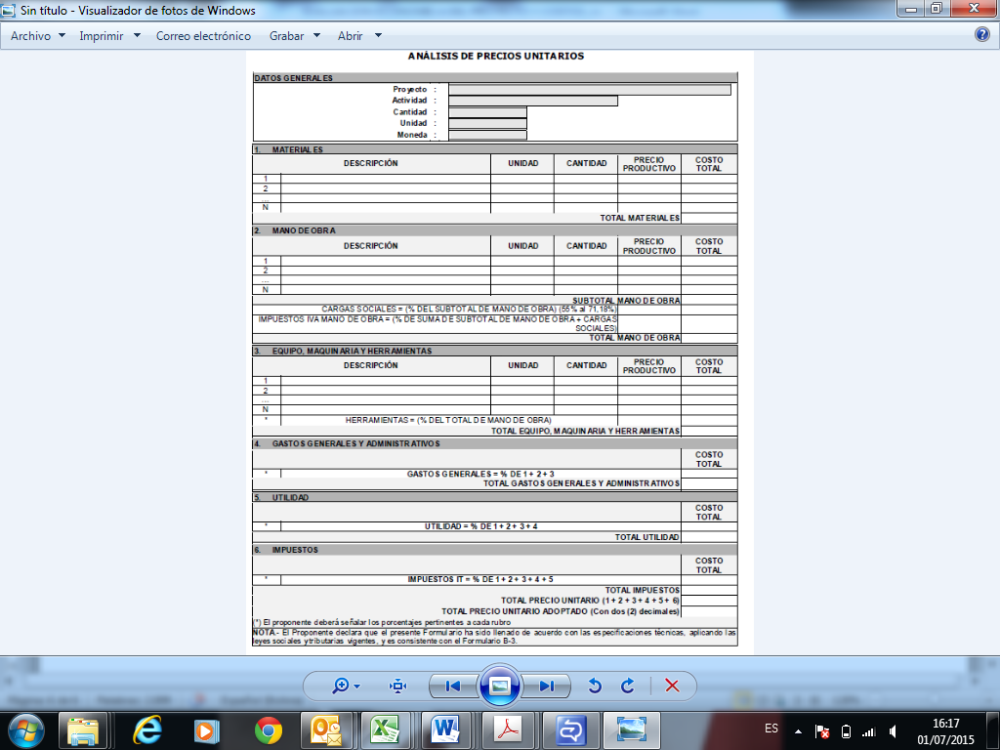 Sin título - Visualizador de fotos de Windows
Archivo Imprimir Correo electrónico Grabar Abrir
ANÁLISIS DE PRECIOS UNITARIOS
DATOS GENERALES
Proyecto :
Actividad :
Cantidad :
Unidad :
Moneda :
1. MATERIALES
DESCRIPCIÓN UNIDAD CANTIDAD PRECIO PRODUCTIVO COSTO TOTAL
1
2
...
N
TOTAL MATERIALES
2. MANO DE OBRA
DESCRIPCIÓN UNIDAD CANTIDAD PRECIO PRODUCTIVO COSTO TOTAL
1
2
...
N
SUBTOTAL MANO DE OBRA
CARGAS SOCIALES = (% DEL SUBTOTAL DE MANO DE OBRA) (55% al 71,18%)
IMPUESTOS IVA MANO DE OBRA = (% DE SUMA DE SUBTOTAL DE MANO DE OBRA + CARGAS
SOCIALES)
TOTAL MANO DE OBRA
3. EQUIPO, MAQUINARIA Y HERRAMIENTAS
DESCRIPCIÓN UNIDAD CANTIDAD PRECIO PRODUCTIVO COSTO TOTAL
1
2
...
N
* HERRAMIENTAS = (% DEL TOTAL DE MANO DE OBRA)
TOTAL EQUIPO, MAQUINARIA Y HERRAMIENTAS
4. GASTOS GENERALES Y ADMINISTRATIVOS
COSTO TOTAL
* GASTOS GENERALES = % DE 1 + 2 + 3
TOTAL GASTOS GENERALES Y ADMINISTRATIVOS
5. UTILIDAD
COSTO TOTAL
* UTILIDAD = % DE 1 + 2 + 3 + 4
TOTAL UTILIDAD
6. IMPUESTOS
COSTO TOTAL
* IMPUESTOS IT = % DE 1 + 2 + 3 + 4 + 5
TOTAL IMPUESTOS
TOTAL PRECIO UNITARIO (1 + 2 + 3 + 4 + 5 + 6)
TOTAL PRECIO UNITARIO ADOPTADO (Con dos (2) decimales)
(*) El proponente deberá señalar los porcentajes pertinentes a cada rubro
NOTA.- El Proponente declara que el presente Formulario ha sido llenado de acuerdo con las especificaciones técnicas, aplicando las
leyes sociales y tributarias vigentes, y es consistente con el Formulario B-3.
ES 16:17
01/07/2015